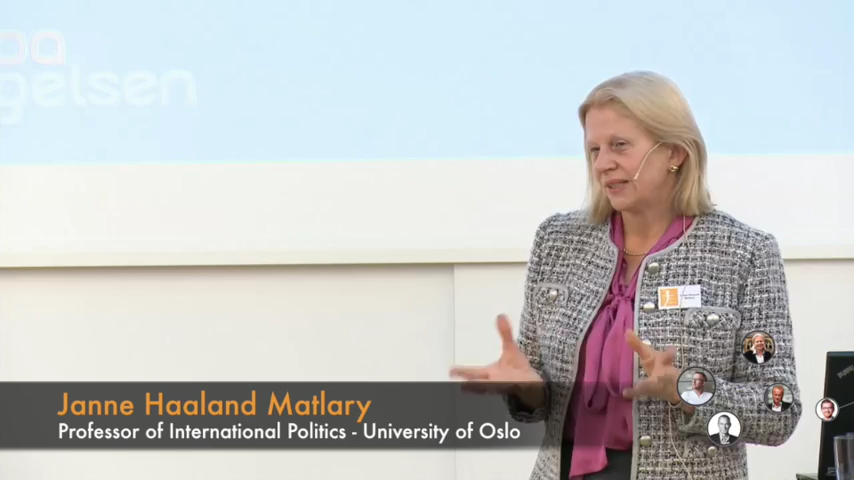 gelsen
Janne Haaland Matlary
Professor of International Politics - University of Oslo